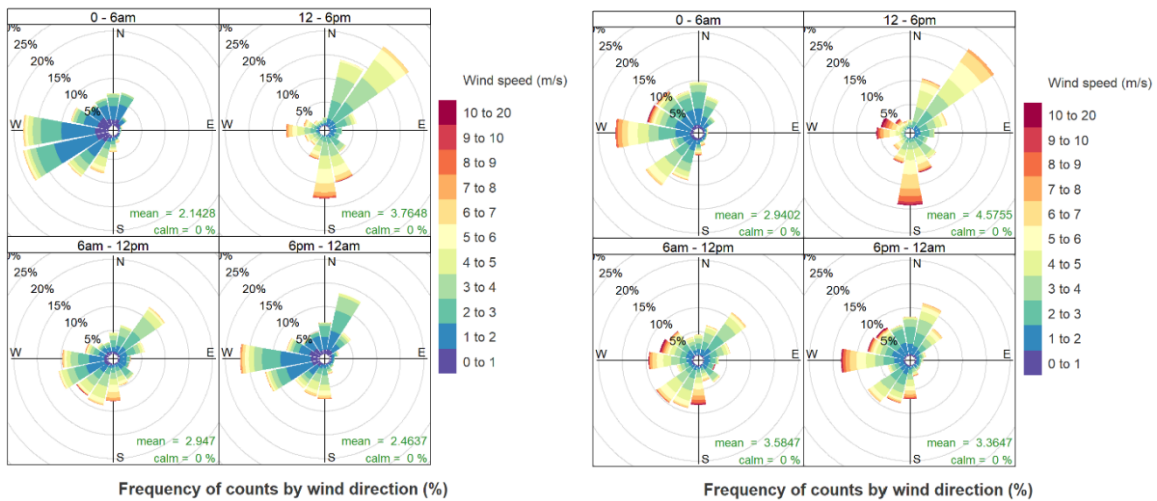 0 - 6am
25%
20%
15%
10%
5%
N
W
mean = 2.1428
calm = 0 %
S
12 - 6pm
25%
20%
15%
10%
5%
N
E
mean = 3.7648
calm = 0 %
S
6am - 12pm
25%
20%
15%
10%
5%
N
W
mean = 2.947
calm = 0 %
S
6pm - 12am
25%
20%
15%
10%
5%
N
E
W
mean = 2.4637
calm = 0 %
S
Wind speed (m/s)
10 to 20
9 to 10
8 to 9
7 to 8
6 to 7
5 to 6
4 to 5
3 to 4
2 to 3
1 to 2
0 to 1
Frequency of counts by wind direction (%)
0 - 6am
25%
20%
15%
10%
5%
N
W
E
mean = 2.9402
calm = 0 %
S
12 - 6pm
25%
20%
15%
10%
5%
N
W
E
mean = 4.5755
calm = 0 %
S
6am - 12pm
25%
20%
15%
10%
5%
N
W
E
mean = 3.5847
calm = 0 %
S
6pm - 12am
25%
20%
15%
10%
5%
N
W
E
mean = 3.3647
calm = 0 %
S
Wind speed (m/s)
10 to 20
9 to 10
8 to 9
7 to 8
6 to 7
5 to 6
4 to 5
3 to 4
2 to 3
1 to 2
0 to 1
Frequency of counts by wind direction (%)